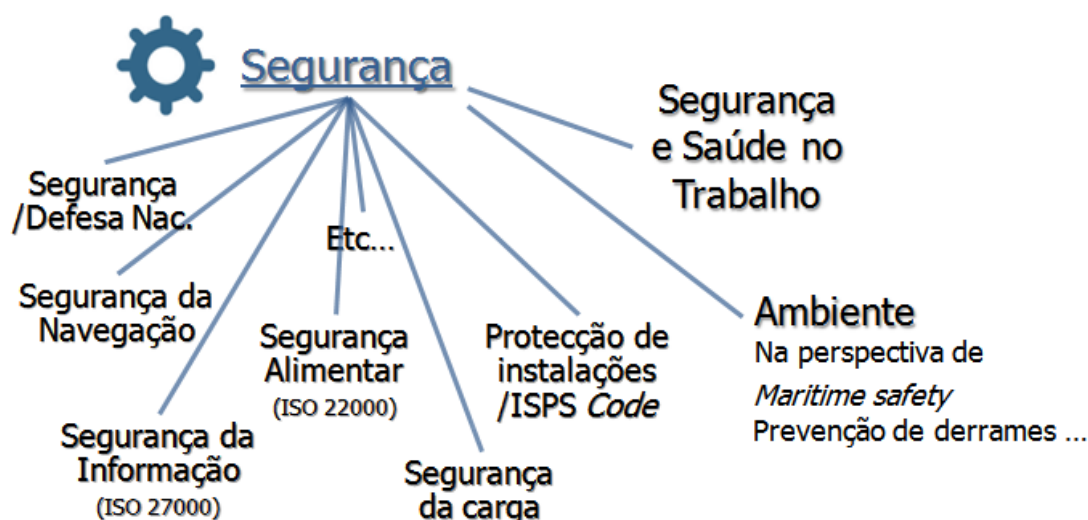 Segurança
Segurança
e Saúde no
Trabalho
Segurança
/Defesa Nac.
Etc...
Segurança da
Navegação
Segurança
Alimentar
(ISO 22000)
Protecção de
instalações
/ISPS Code
Ambiente
Na perspectiva de
Maritime safety
Prevenção de derrames ...
Segurança da
Informação
(ISO 27000)
Segurança
da carga